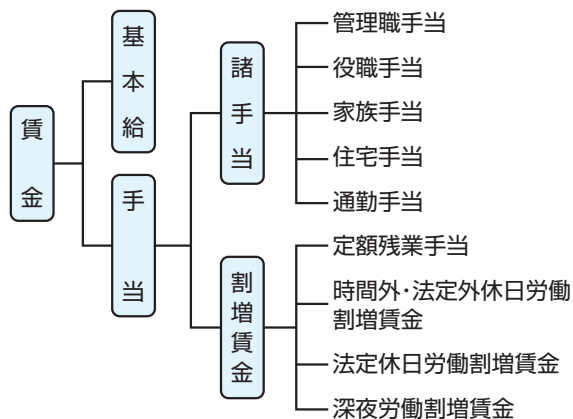 賃金
基本給
手当
諸手当
管理職手当
役職手当
家族手当
住宅手当
通勤手当
割増賃金
定額残業手当
時間外・法定外休日労働
割増賃金
法定休日労働割増賃金
深夜労働割増賃金